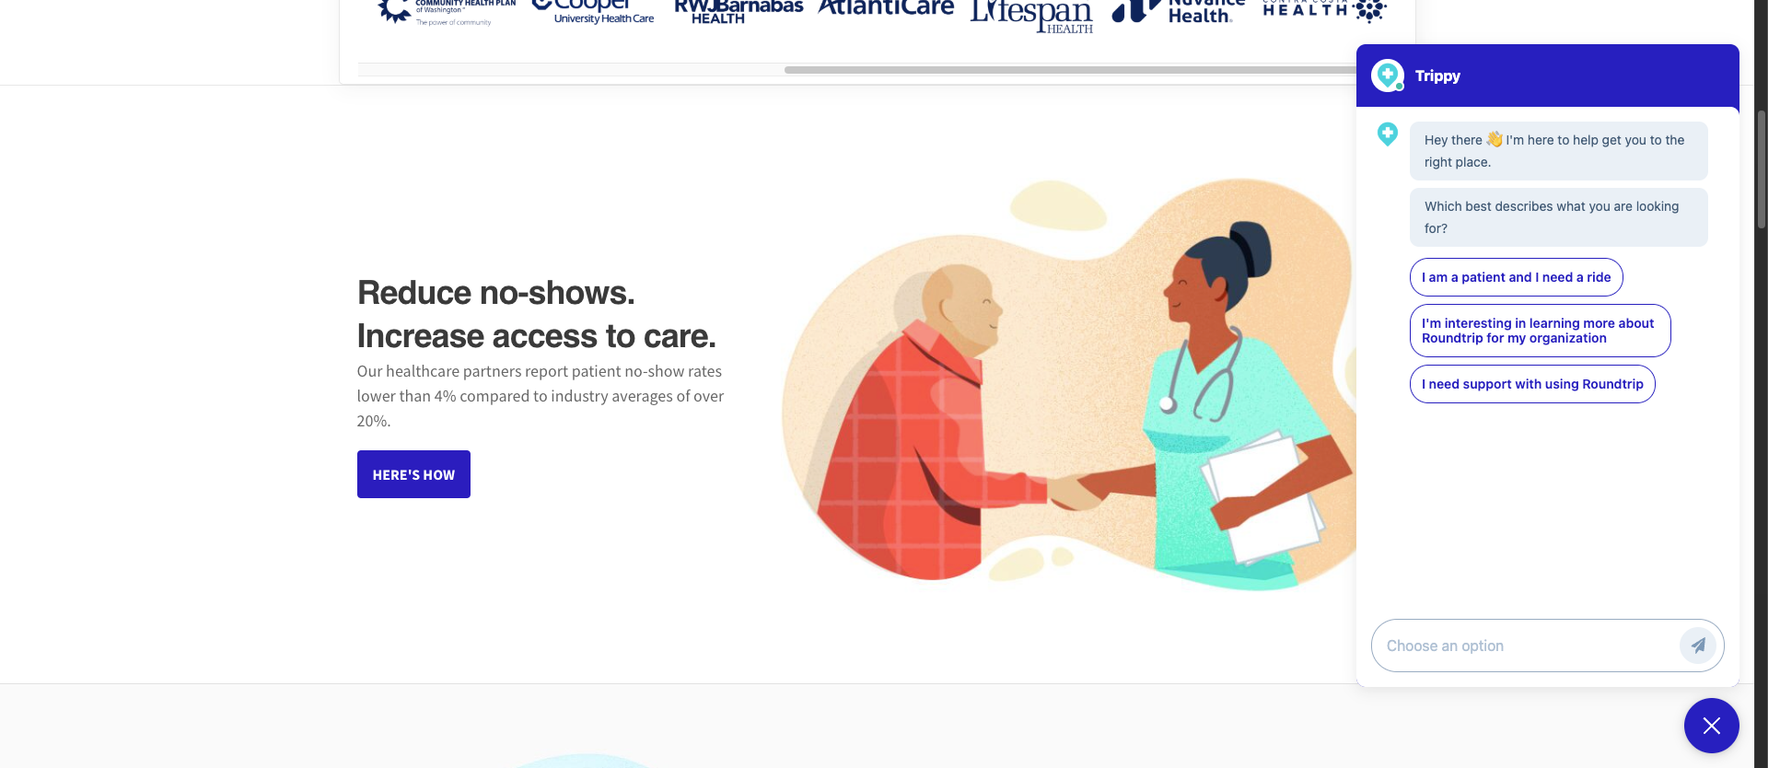 COMMUNITY HEALTH PLAN
of Washington™
The power of community
Cooper
University Health Care
RWJBarnabas
HEALTH
AtlantiCare
Lifespan
HEALTH
Nuvance
Health.
CONTRA COSTA
HEALTH
Reduce no-shows.
Increase access to care.
Our healthcare partners report patient no-show rates
lower than 4% compared to industry averages of over
20%.
HERE'S HOW
Trippy
Hey there 👋 I'm here to help get you to the
right place.
Which best describes what you are looking
for?
I am a patient and I need a ride
I'm interesting in learning more about
Roundtrip for my organization
I need support with using Roundtrip
Choose an option